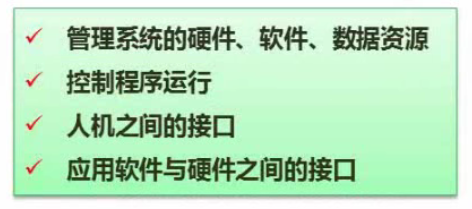 ✓ 管理系统的硬件、软件、数据资源
✓ 控制程序运行
✓ 人机之间的接口
✓ 应用软件与硬件之间的接口